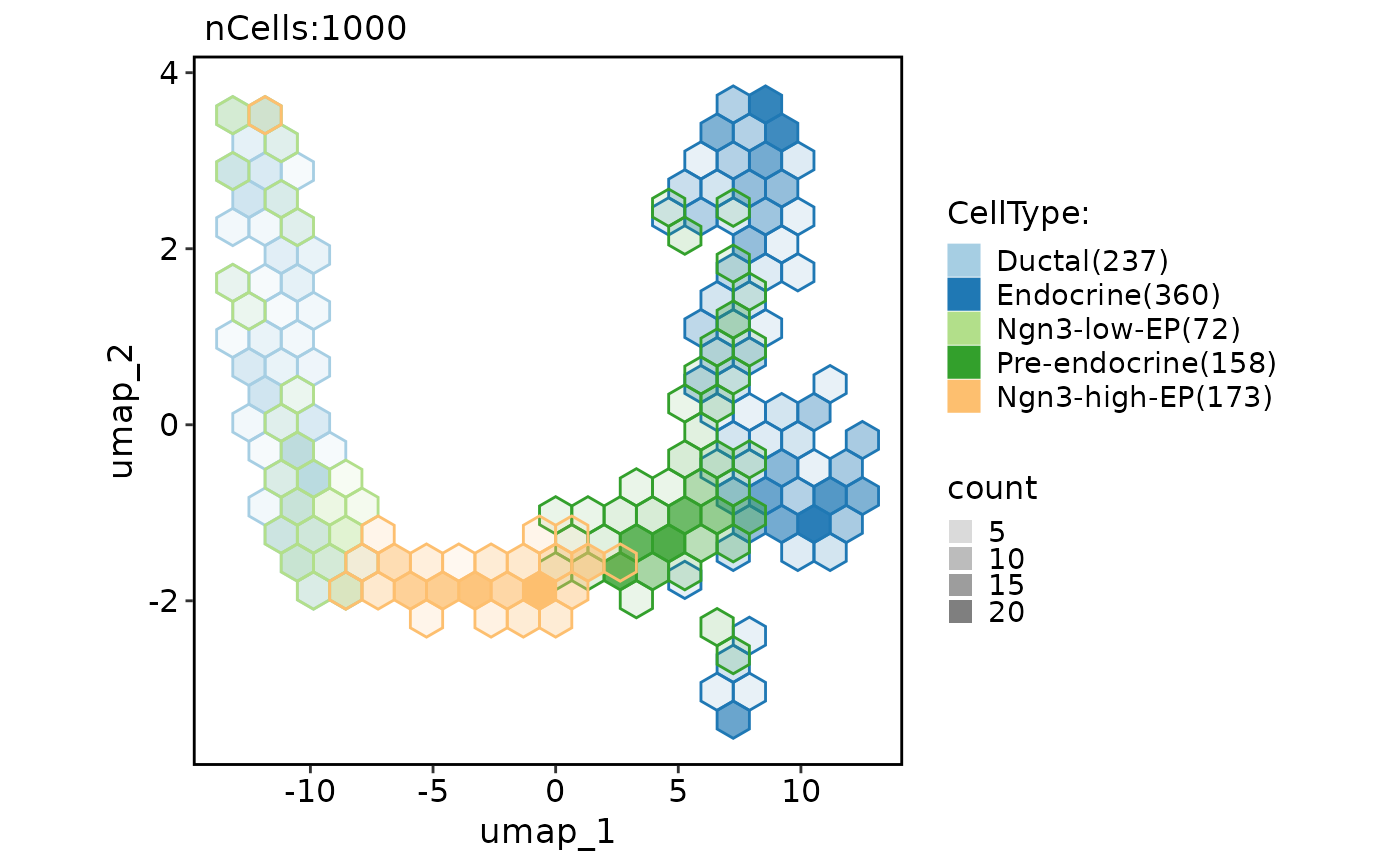 nCells:1000
4
2
0
-2
umap_2
-10
-5
0
5
10
umap_1
CellType:
Ductal(237)
Endocrine(360)
Ngn3-low-EP(72)
Pre-endocrine(158)
Ngn3-high-EP(173)
count
5
10
15
20